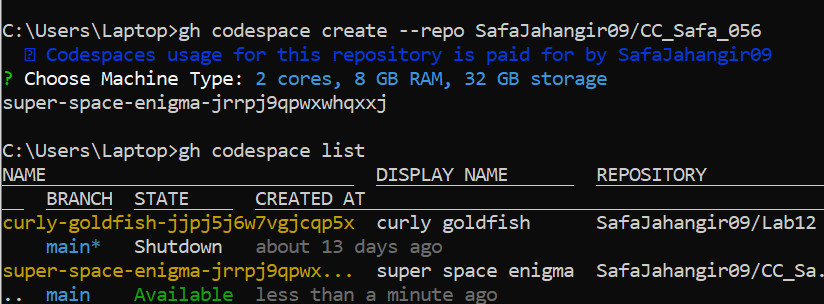 C:\Users\Laptop>gh codespace create --repo SafaJahangir09/CC_Safa_056
Codespaces usage for this repository is paid for by SafaJahangir09
? Choose Machine Type: 2 cores, 8 GB RAM, 32 GB storage
super-space-enigma-jrrpj9qpwxwhqxxj
C:\Users\Laptop>gh codespace list
NAME DISPLAY NAME REPOSITORY
BRANCH STATE CREATED AT
curly-goldfish-jjpj5j6w7vgjcqp5x curly goldfish SafaJahangir09/Lab12
main* Shutdown about 13 days ago
super-space-enigma-jrrpj9qpwx... super space enigma SafaJahangir09/CC_Sa.
.. main Available less than a minute ago